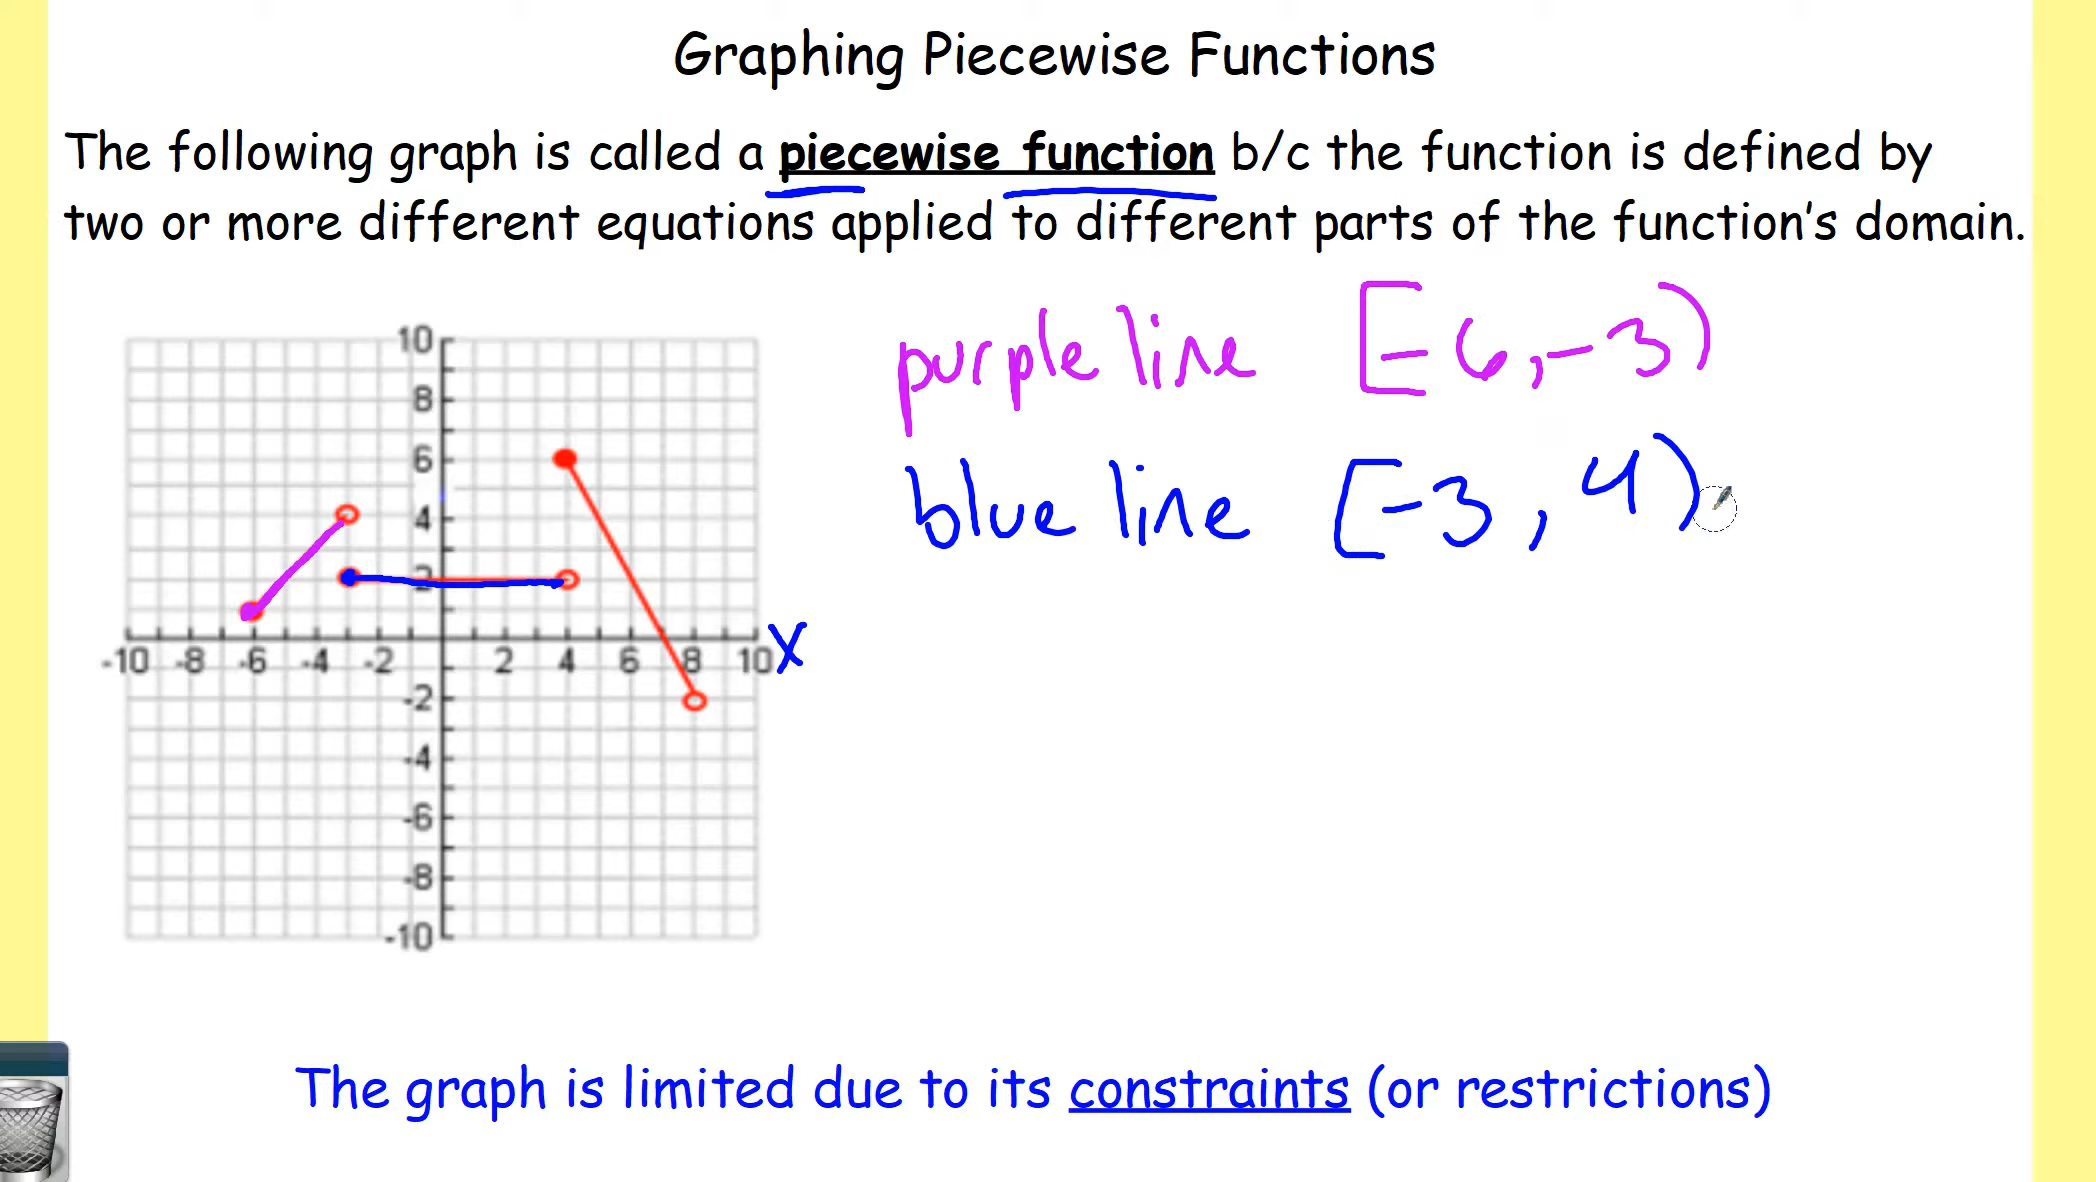 Graphing Piecewise Functions
The following graph is called a piecewise function b/c the function is defined by
two or more different equations applied to different parts of the function's domain.
purple line [-6,-3)
blue line [-3, 4)
10
8
6
4
2
-10 -8 -6 -4 -2 2 4 6 8 10 X
-2
-4
-6
-8
-10
The graph is limited due to its constraints (or restrictions)